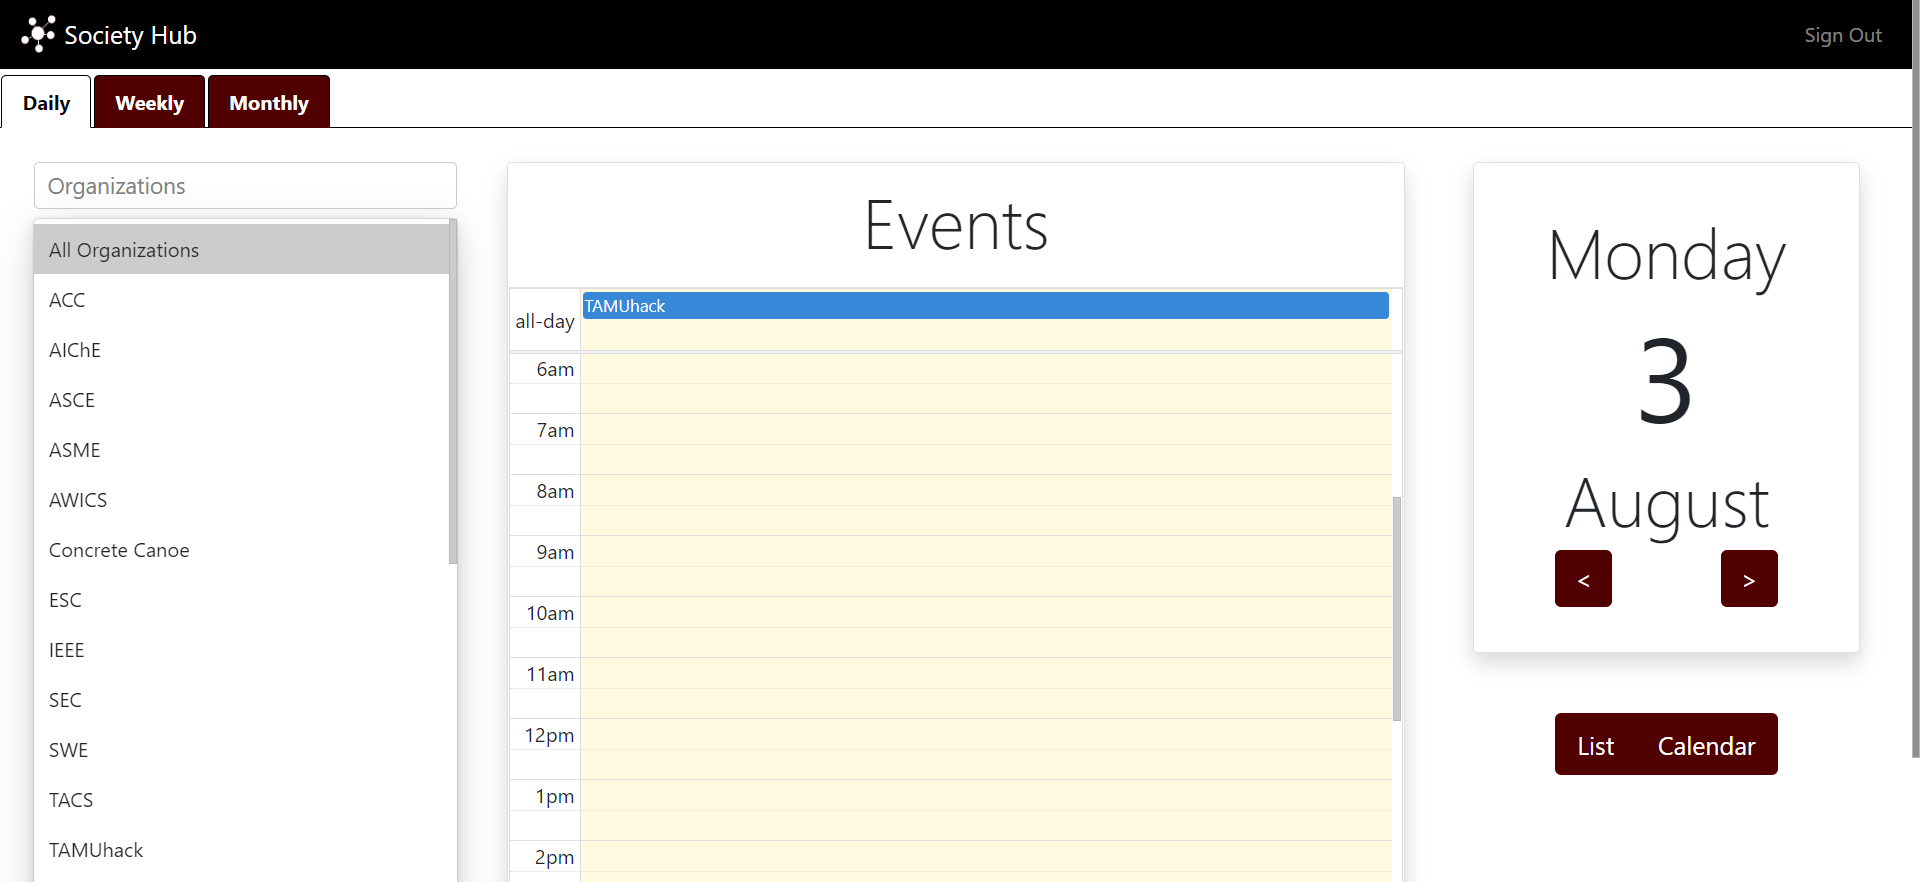 Society Hub
Sign Out
Daily
Weekly
Monthly
Organizations
All Organizations
ACC
AIChE
ASCE
ASME
AWICS
Concrete Canoe
ESC
IEEE
SEC
SWE
TACS
TAMUhack
Events
all-day
TAMUhack
6am
7am
8am
9am
10am
11am
12pm
1pm
2pm
Monday
3
August
<
>
List
Calendar